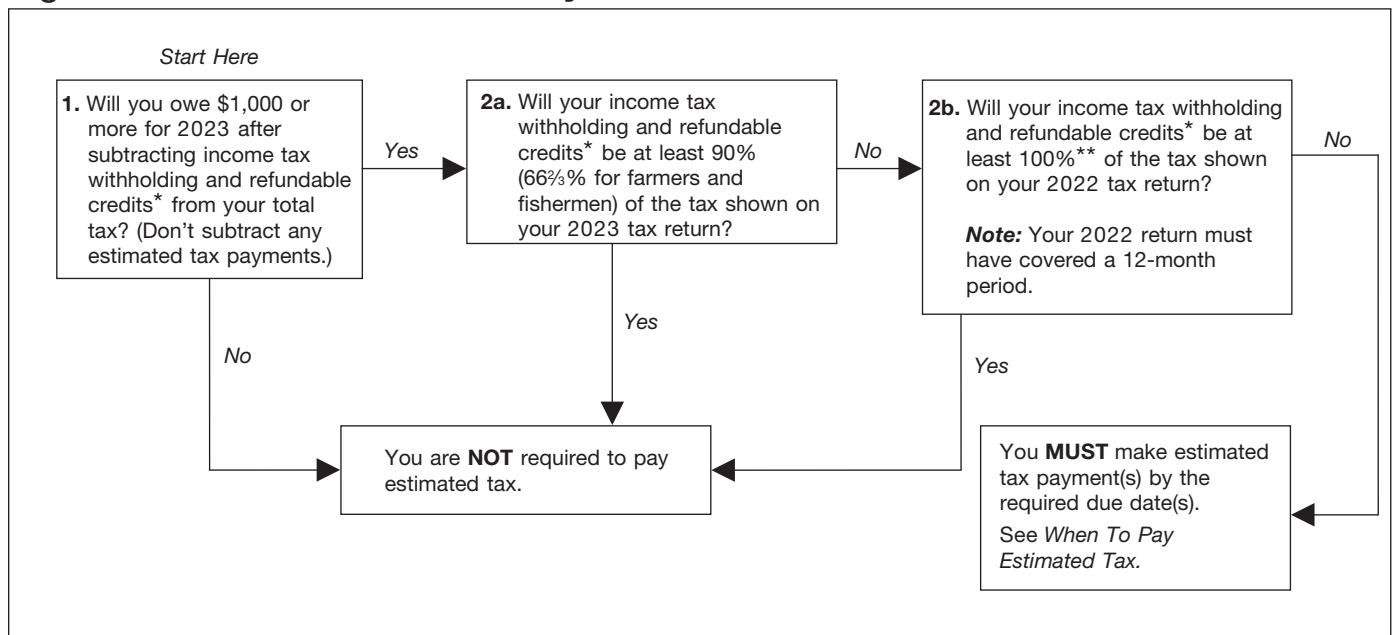 Start Here
1. Will you owe $1,000 or
more for 2023 after
subtracting income tax
withholding and refundable
credits* from your total
tax? (Don't subtract any
estimated tax payments.)
Yes
2a. Will your income tax
withholding and refundable
credits* be at least 90%
(66⅔% for farmers and
fishermen) of the tax shown on
your 2023 tax return?
No
2b. Will your income tax withholding
and refundable credits* be at
least 100%** of the tax shown
on your 2022 tax return?
Note: Your 2022 return must
have covered a 12-month
period.
No
No
Yes
Yes
You are NOT required to pay
estimated tax.
You MUST make estimated
tax payment(s) by the
required due date(s).
See When To Pay
Estimated Tax.